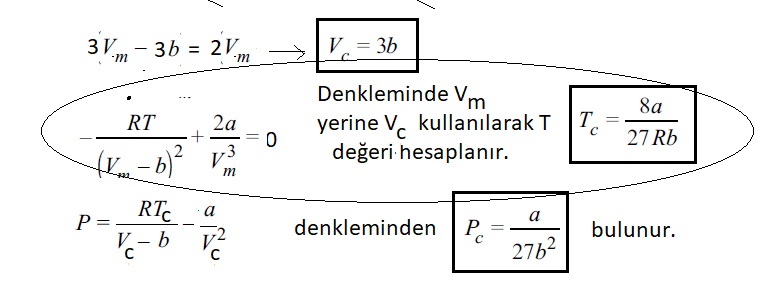 3V_m − 3b = 2V_m ⟶ V_c = 3b
Denkleminde V_m
yerine V_c kullanılarak T
değeri hesaplanır.
− RT/(V_m − b)^2 + 2a/V_m^3 = 0
T_c = 8a/27Rb
P = RT_c/(V_c − b) − a/V_c^2 denkleminden P_c = a/27b^2 bulunur.